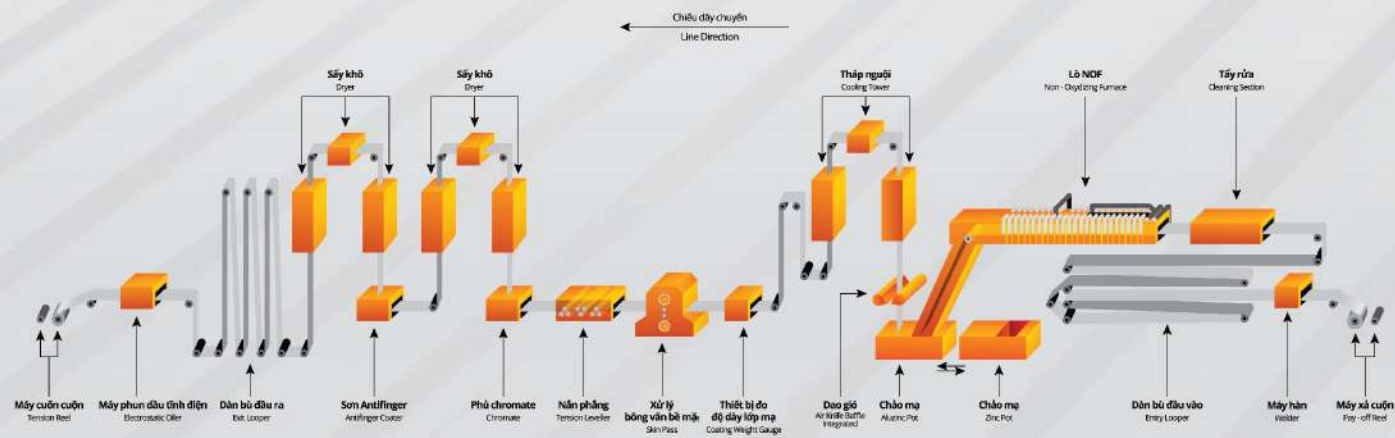 Chiều dây chuyền
Line Direction
Sấy khô
Dryer
Sấy khô
Dryer
Tháp nguội
Cooling Tower
Lò NOF
Non - Oxydizing Furnace
Tẩy rửa
Cleaning Section
Máy cuốn cuộn
Tension Reel
Máy phun dầu tĩnh điện
Electrostatic Oiler
Dàn bù đầu ra
Exit Looper
Sơn Antifinger
Antifinger Coater
Phủ chromate
Chromate
Nắn phẳng
Tension Leveller
Xử lý
bông vân bề mặ
Skin Pass
Thiết bị đo
độ dày lớp mạ
Coating Weight Gauge
Dao gió
Air Knife Baffle
Integrated
Chảo mạ
Aluzinc Pot
Chảo mạ
Zinc Pot
Dàn bù đầu vào
Entry Looper
Máy hàn
Welder
Máy xả cuộn
Pay - off Reel